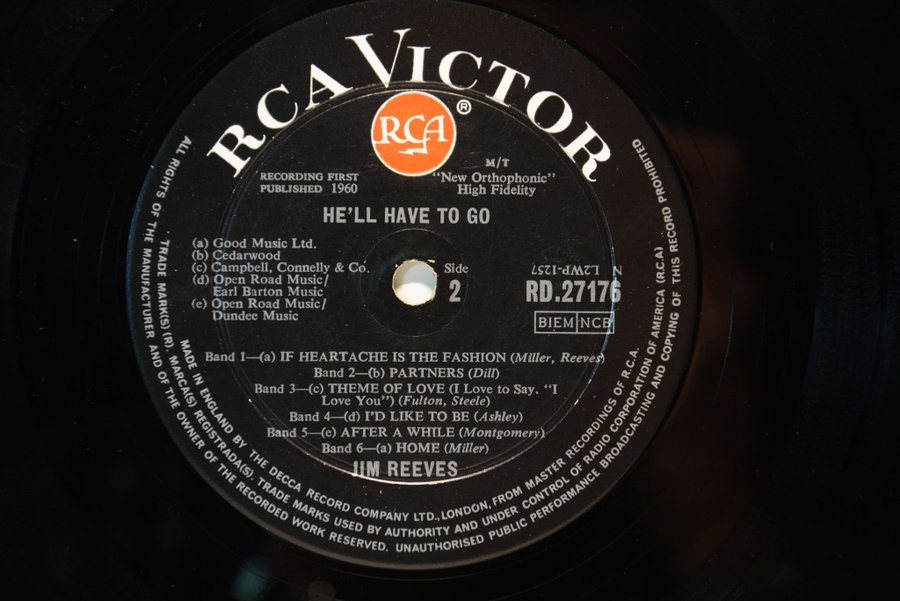 RCA VICTOR
RCA ®
RECORDING FIRST
PUBLISHED 1960
M/T
"New Orthophonic"
High Fidelity
HE'LL HAVE TO GO
(a) Good Music Ltd.
(b) Cedarwood
(c) Campbell, Connelly & Co.
(d) Open Road Music/
Earl Barton Music
(e) Open Road Music/
Dundee Music
Side
2
L2WP-1257
RD.27176
BIEM NCB
Band 1—(a) IF HEARTACHE IS THE FASHION (Miller, Reeves)
Band 2—(b) PARTNERS (Dill)
Band 3—(c) THEME OF LOVE (I Love to Say. "I
Love You") (Fulton, Steele)
Band 4—(d) I'D LIKE TO BE (Ashley)
Band 5—(e) AFTER A WHILE (Montgomery)
Band 6—(a) HOME (Miller)
JIM REEVES
MADE IN ENGLAND BY THE DECCA RECORD COMPANY LTD., LONDON, FROM MASTER RECORDINGS OF R.C.A.
TRADE MARK(S) (R). MARCA(S) REGISTRADA(S). TRADE MARKS USED BY AUTHORITY AND UNDER CONTROL OF RADIO CORPORATION OF AMERICA (R.C.A)
ALL RIGHTS OF THE MANUFACTURER AND OF THE OWNER OF THE RECORDED WORK RESERVED. UNAUTHORISED PUBLIC PERFORMANCE, BROADCASTING AND COPYING OF THIS RECORD PROHIBITED